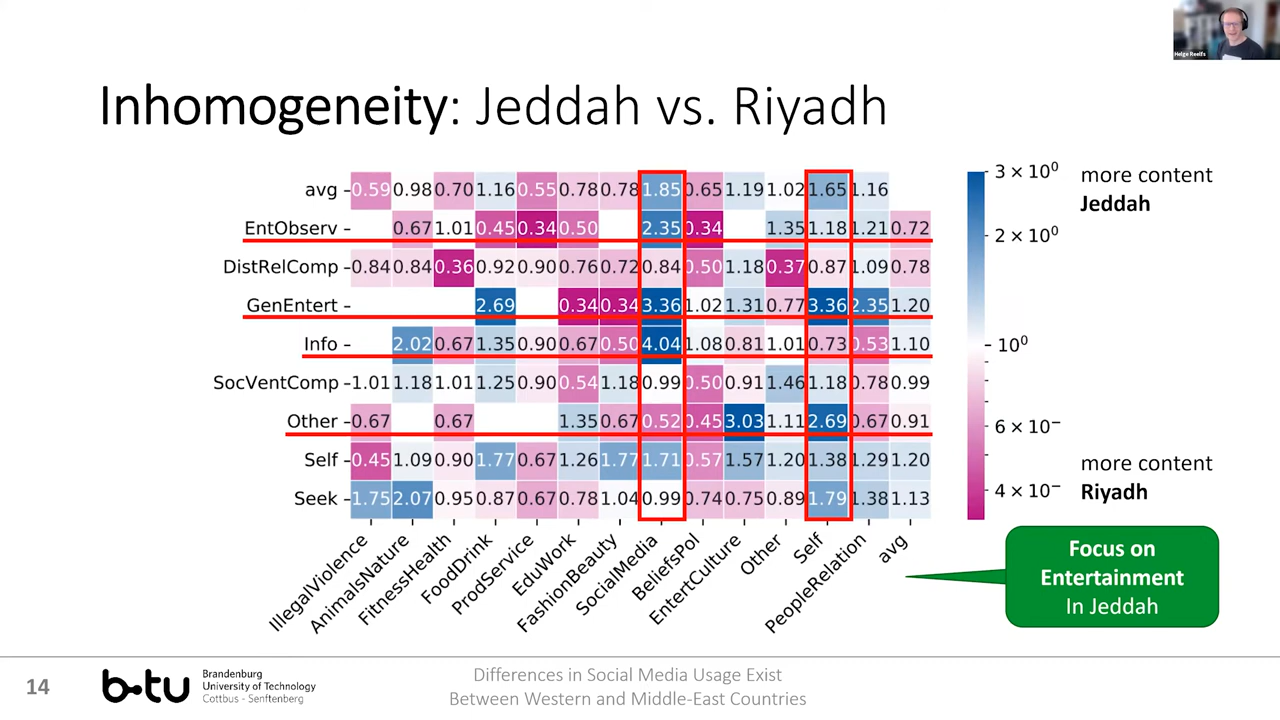 Helge Reelfs
Inhomogeneity: Jeddah vs. Riyadh
avg 0.59 0.98 0.70 1.16 0.55 0.78 0.78 1.85 0.65 1.19 1.02 1.65 1.16
EntObserv 0.67 1.01 0.45 0.34 0.50 2.35 0.34 1.35 1.18 1.21 0.72
DistRelComp 0.84 0.84 0.36 0.92 0.90 0.76 0.72 0.84 0.50 1.18 0.37 0.87 1.09 0.78
GenEntert 2.69 0.34 0.34 3.36 1.02 1.31 0.77 3.36 2.35 1.20
Info 2.02 0.67 1.35 0.90 0.67 0.50 4.04 1.08 0.81 1.01 0.73 0.53 1.10
SocVentComp 1.01 1.18 1.01 1.25 0.90 0.54 1.18 0.99 0.50 0.91 1.46 1.18 0.78 0.99
Other 0.67 0.67 1.35 0.67 0.52 0.45 3.03 1.11 2.69 0.67 0.91
Self 0.45 1.09 0.90 1.77 0.67 1.26 1.77 1.71 0.57 1.57 1.20 1.38 1.29 1.20
Seek 1.75 2.07 0.95 0.87 0.67 0.78 1.04 0.99 0.74 0.75 0.89 1.79 1.38 1.13
IllegalViolence
AnimalsNature
FitnessHealth
FoodDrink
ProdService
EduWork
FashionBeauty
SocialMedia
BeliefsPol
EntertCulture
Other
Self
PeopleRelation
avg
3 × 10⁰
2 × 10⁰
10⁰
6 × 10⁻
4 × 10⁻
more content
Jeddah
more content
Riyadh
Focus on
Entertainment
In Jeddah
14
b-tu
Brandenburg
University of Technology
Cottbus - Senftenberg
Differences in Social Media Usage Exist
Between Western and Middle-East Countries